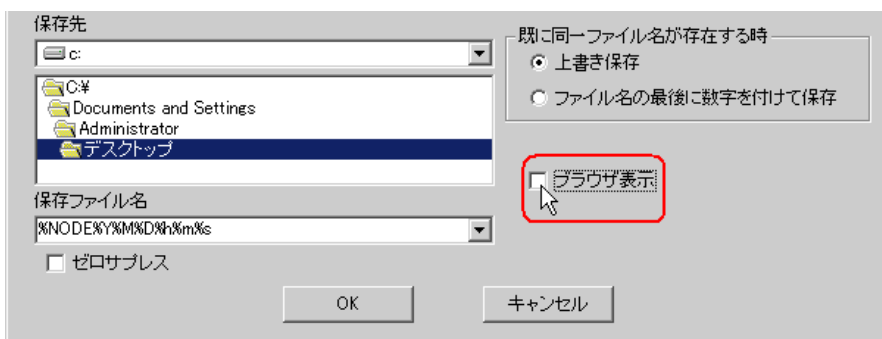 保存先
c:
C:¥
Documents and Settings
Administrator
デスクトップ
保存ファイル名
%NODE%Y%M%D%h%m%s
ゼロサプレス
既に同一ファイル名が存在する時
上書き保存
ファイル名の最後に数字を付けて保存
ブラウザ表示
OK
キャンセル